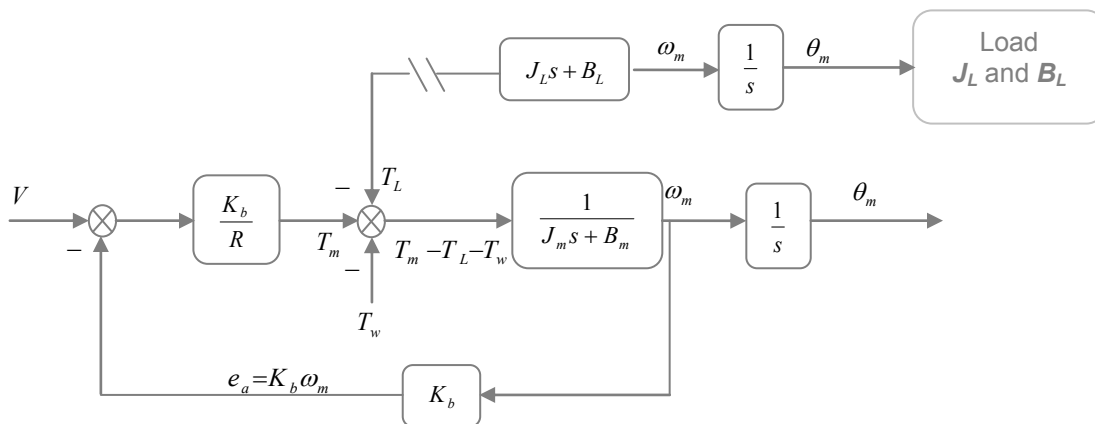 J_L s + B_L
ω_m
1/s
θ_m
Load
J_L and B_L
V
−
K_b/R
T_m
−
T_L
−
T_w
T_m −T_L−T_w
1/(J_m s + B_m)
ω_m
1/s
θ_m
e_a=K_b ω_m
K_b